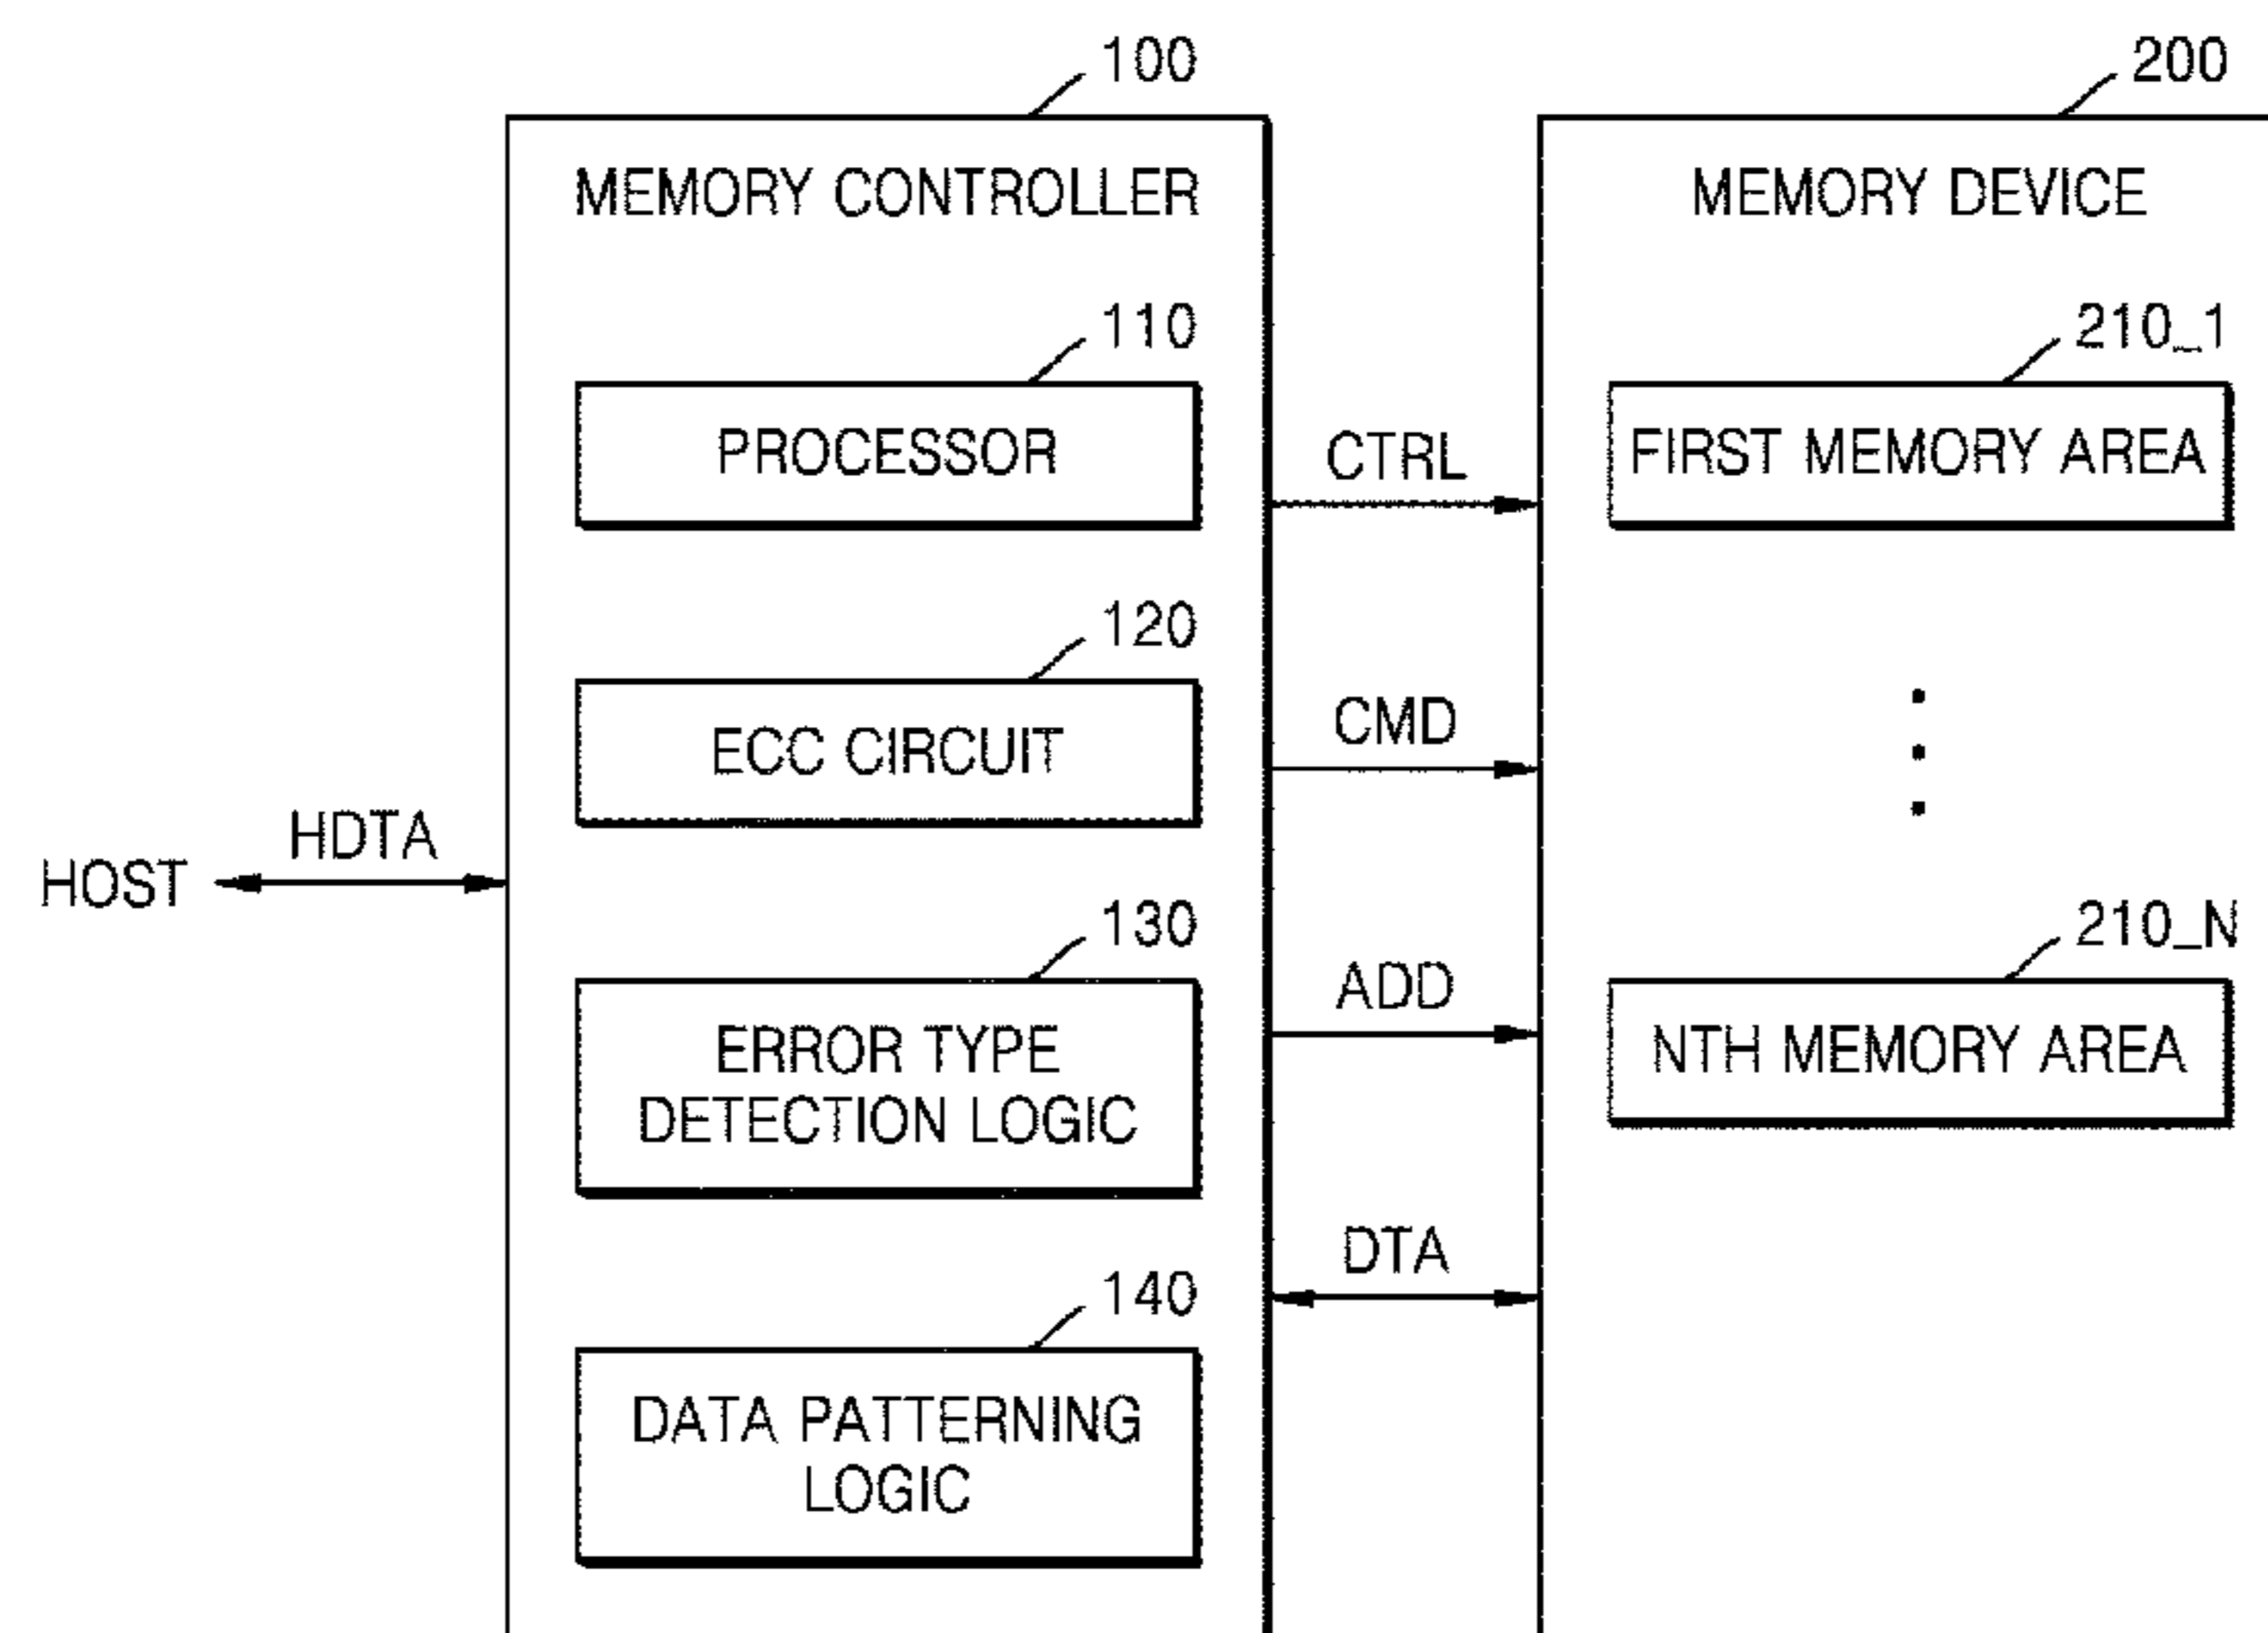 100
200
MEMORY CONTROLLER
MEMORY DEVICE
110
210_1
PROCESSOR
CTRL
FIRST MEMORY AREA
120
CMD
ECC CIRCUIT
HDTA
HOST
130
210_N
ADD
ERROR TYPE
DETECTION LOGIC
NTH MEMORY AREA
DTA
140
DATA PATTERNING
LOGIC